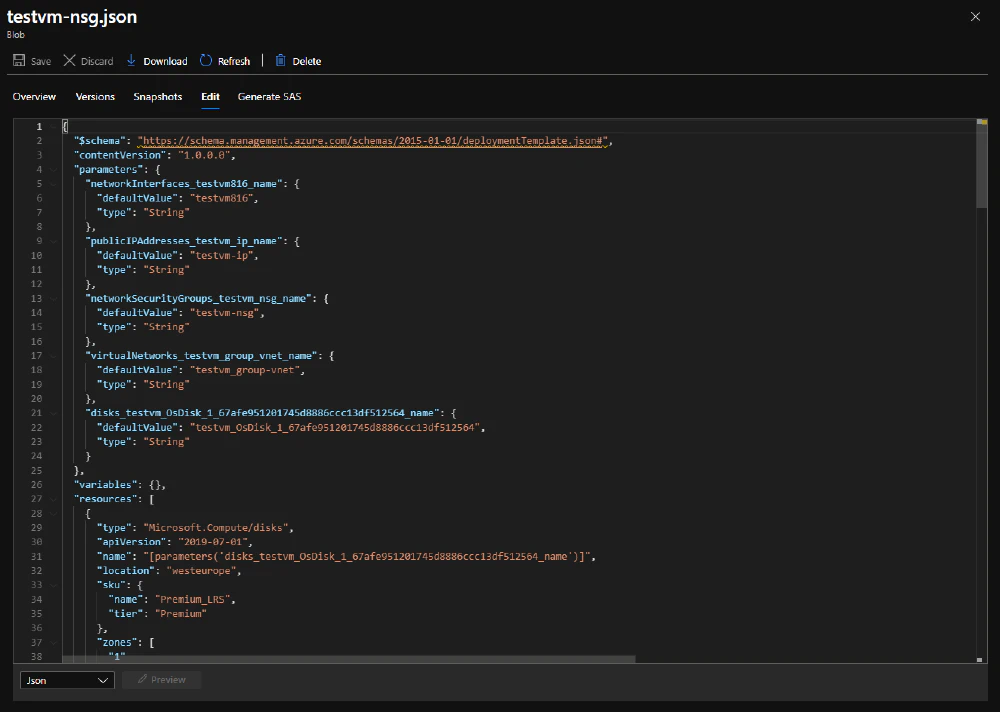 testvm-nsg.json
Blob
Save Discard Download Refresh Delete
Overview Versions Snapshots Edit Generate SAS
1 {
2 "$schema": "https://schema.management.azure.com/schemas/2015-01-01/deploymentTemplate.json#",
3 "contentVersion": "1.0.0.0",
4 "parameters": {
5 "networkInterfaces_testvm816_name": {
6 "defaultValue": "testvm816",
7 "type": "String"
8 },
9 "publicIPAddresses_testvm_ip_name": {
10 "defaultValue": "testvm-ip",
11 "type": "String"
12 },
13 "networkSecurityGroups_testvm_nsg_name": {
14 "defaultValue": "testvm-nsg",
15 "type": "String"
16 },
17 "virtualNetworks_testvm_group_vnet_name": {
18 "defaultValue": "testvm_group-vnet",
19 "type": "String"
20 },
21 "disks_testvm_OsDisk_1_67afe951201745d8886ccc13df512564_name": {
22 "defaultValue": "testvm_OsDisk_1_67afe951201745d8886ccc13df512564",
23 "type": "String"
24 }
25 },
26 "variables": {},
27 "resources": [
28 {
29 "type": "Microsoft.Compute/disks",
30 "apiVersion": "2019-07-01",
31 "name": "[parameters('disks_testvm_OsDisk_1_67afe951201745d8886ccc13df512564_name')]",
32 "location": "westeurope",
33 "sku": {
34 "name": "Premium_LRS",
35 "tier": "Premium"
36 },
37 "zones": [
38 "1"
Json Preview